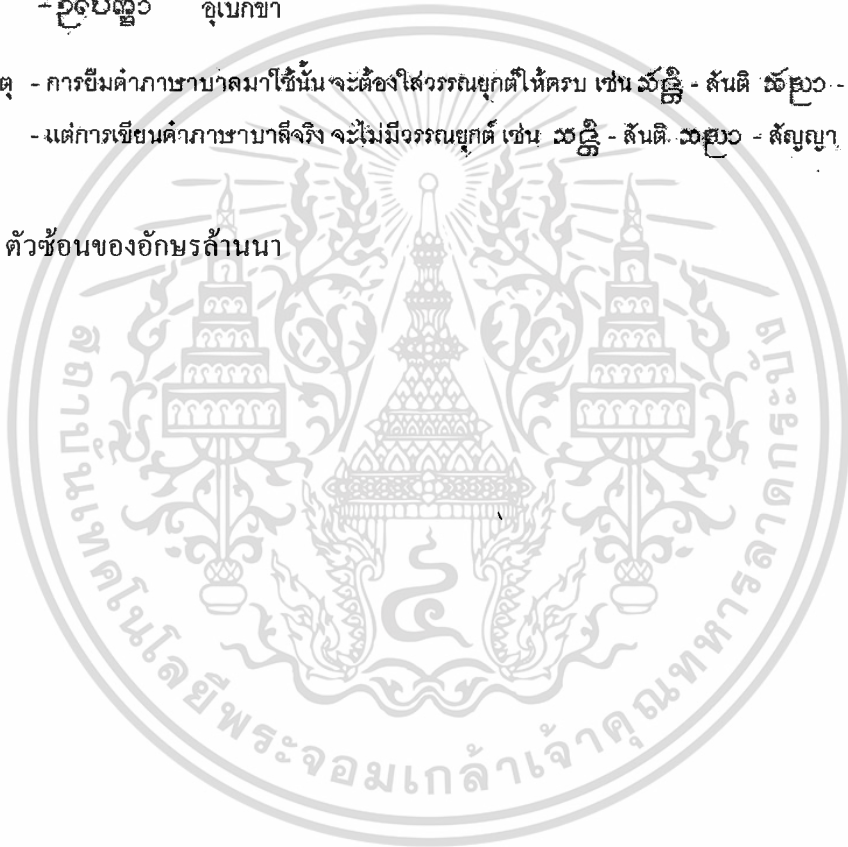 - ᩏᨸᩮᨠ᩠ᨡᩣ อุเบกขา
ตุ - การยืมคำภาษาบาลีมาใช้นั้น จะต้องใส่วรรณยุกต์ให้ครบ เช่น - สันติ -
- แต่การเขียนคำภาษาบาลีจริง จะไม่มีวรรณยุกต์ เช่น ᩈᨶ᩠ᨲᩥ - สันติ ᩈᨬ᩠ᨬᩣ - สัญญา
ตัวซ้อนของอักษรล้านนา
สถาบันเทคโนโลยีพระจอมเกล้าเจ้าคุณทหารลาดกระบัง